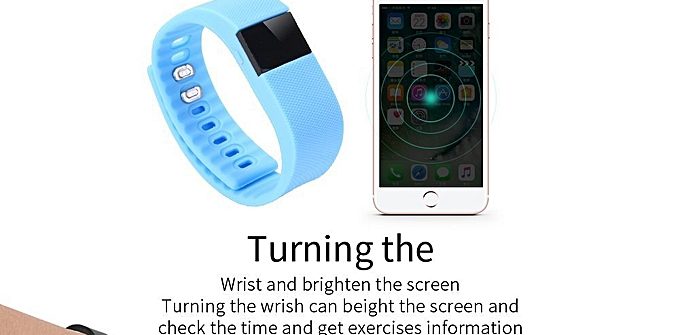 Turning the
Wrist and brighten the screen
Turning the wrish can beight the screen and
check the time and get exercises information